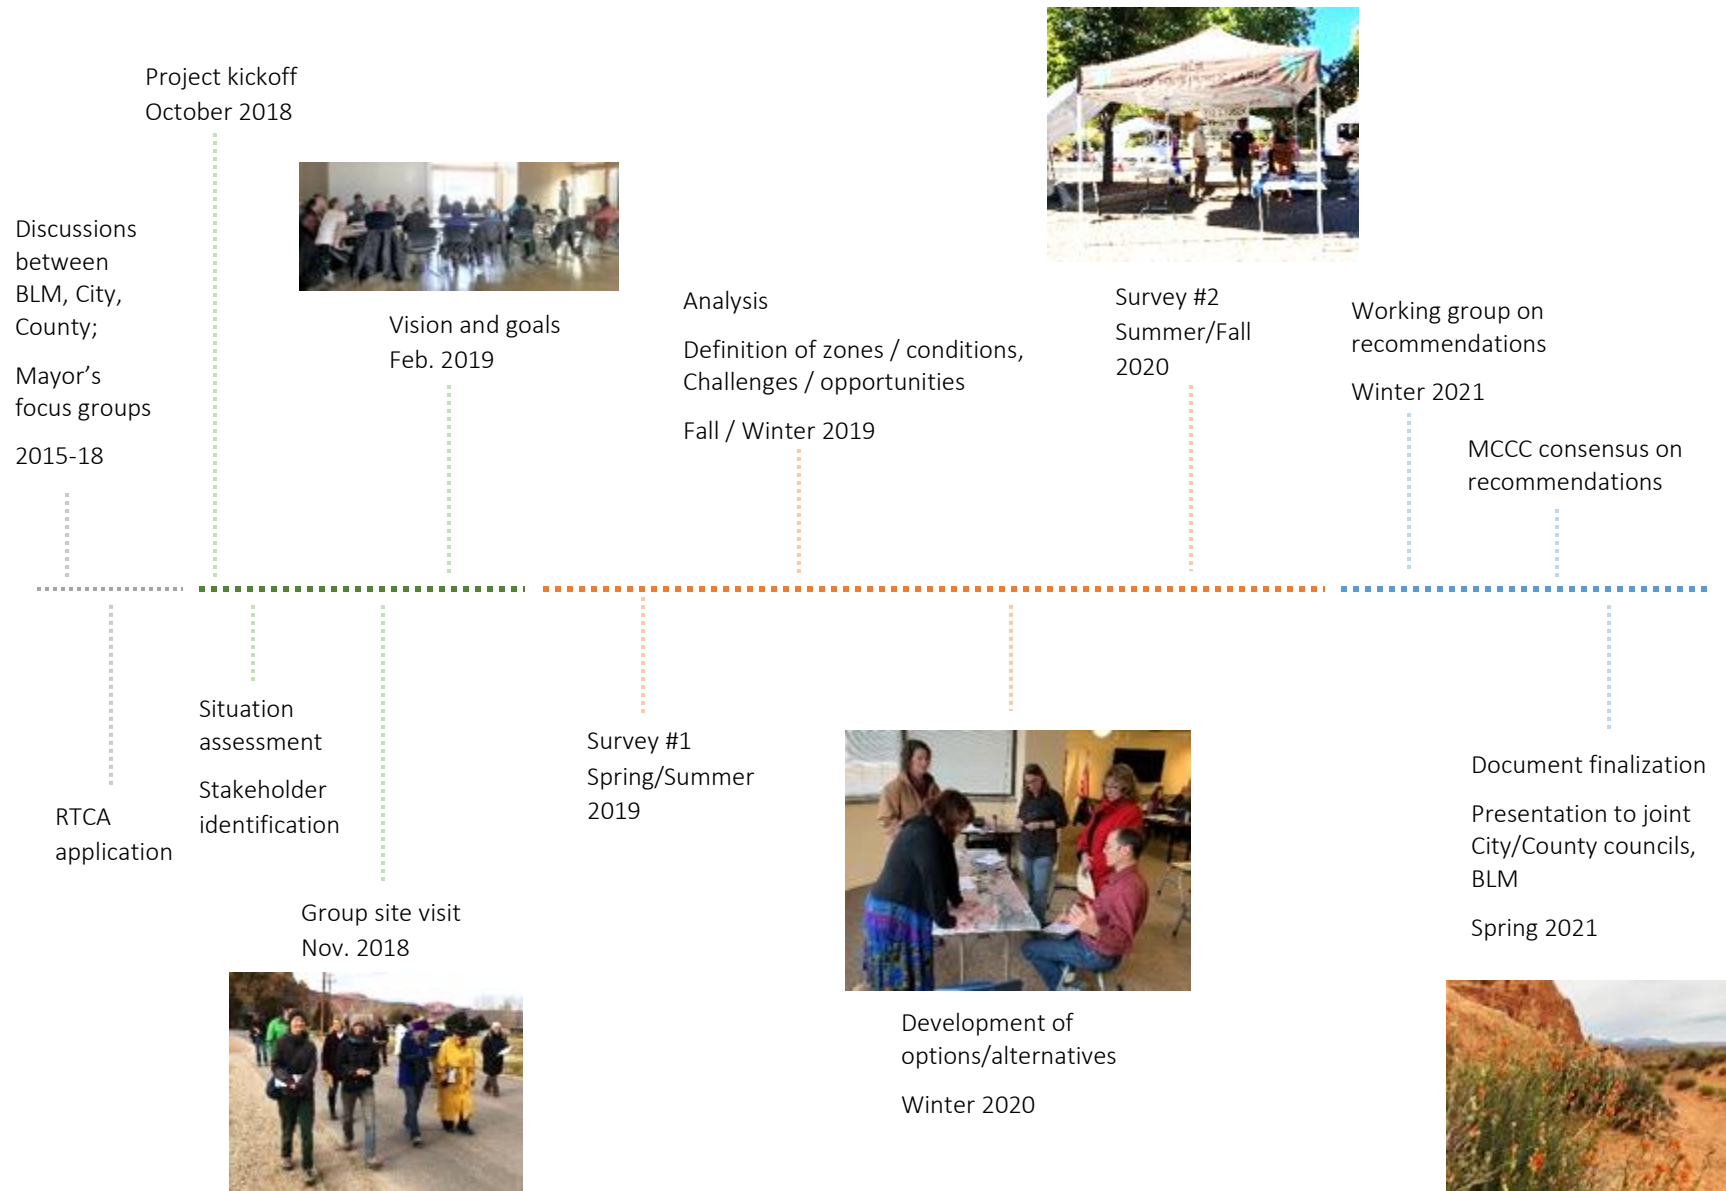 Project kickoff
October 2018
Discussions
between
BLM, City,
County;
Mayor's
focus groups
2015-18
Vision and goals
Feb. 2019
Analysis
Definition of zones / conditions,
Challenges / opportunities
Fall / Winter 2019
Survey #2
Summer/Fall
2020
Working group on
recommendations
Winter 2021
MCCC consensus on
recommendations
RTCA
application
Situation
assessment
Stakeholder
identification
Group site visit
Nov. 2018
Survey #1
Spring/Summer
2019
Development of
options/alternatives
Winter 2020
Document finalization
Presentation to joint
City/County councils,
BLM
Spring 2021